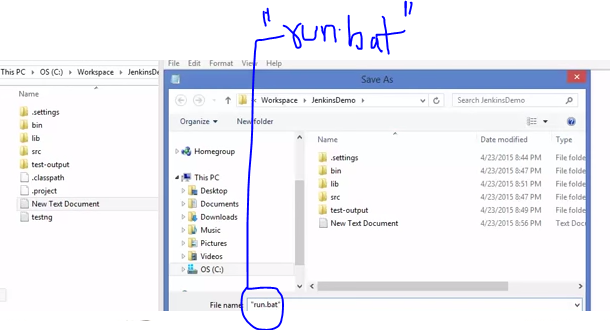 "run.bat"
File Edit Format View Help
This PC ▸ OS (C:) ▸ Workspace ▸ JenkinsDemo ▸
Save As
« Workspace ▸ JenkinsDemo ▸
Search JenkinsDemo
Organize
New folder
Name
.settings
bin
lib
src
test-output
.classpath
.project
New Text Document
testng
Homegroup
This PC
Desktop
Documents
Downloads
Music
Pictures
Videos
OS (C:)
Name Date modified Type
.settings 4/23/2015 8:44 PM File folde
bin 4/23/2015 8:47 PM File folde
lib 4/23/2015 8:51 PM File folde
src 4/23/2015 8:47 PM File folde
test-output 4/23/2015 8:49 PM File folde
New Text Document 4/23/2015 8:56 PM Text Docu
File name: "run.bat"